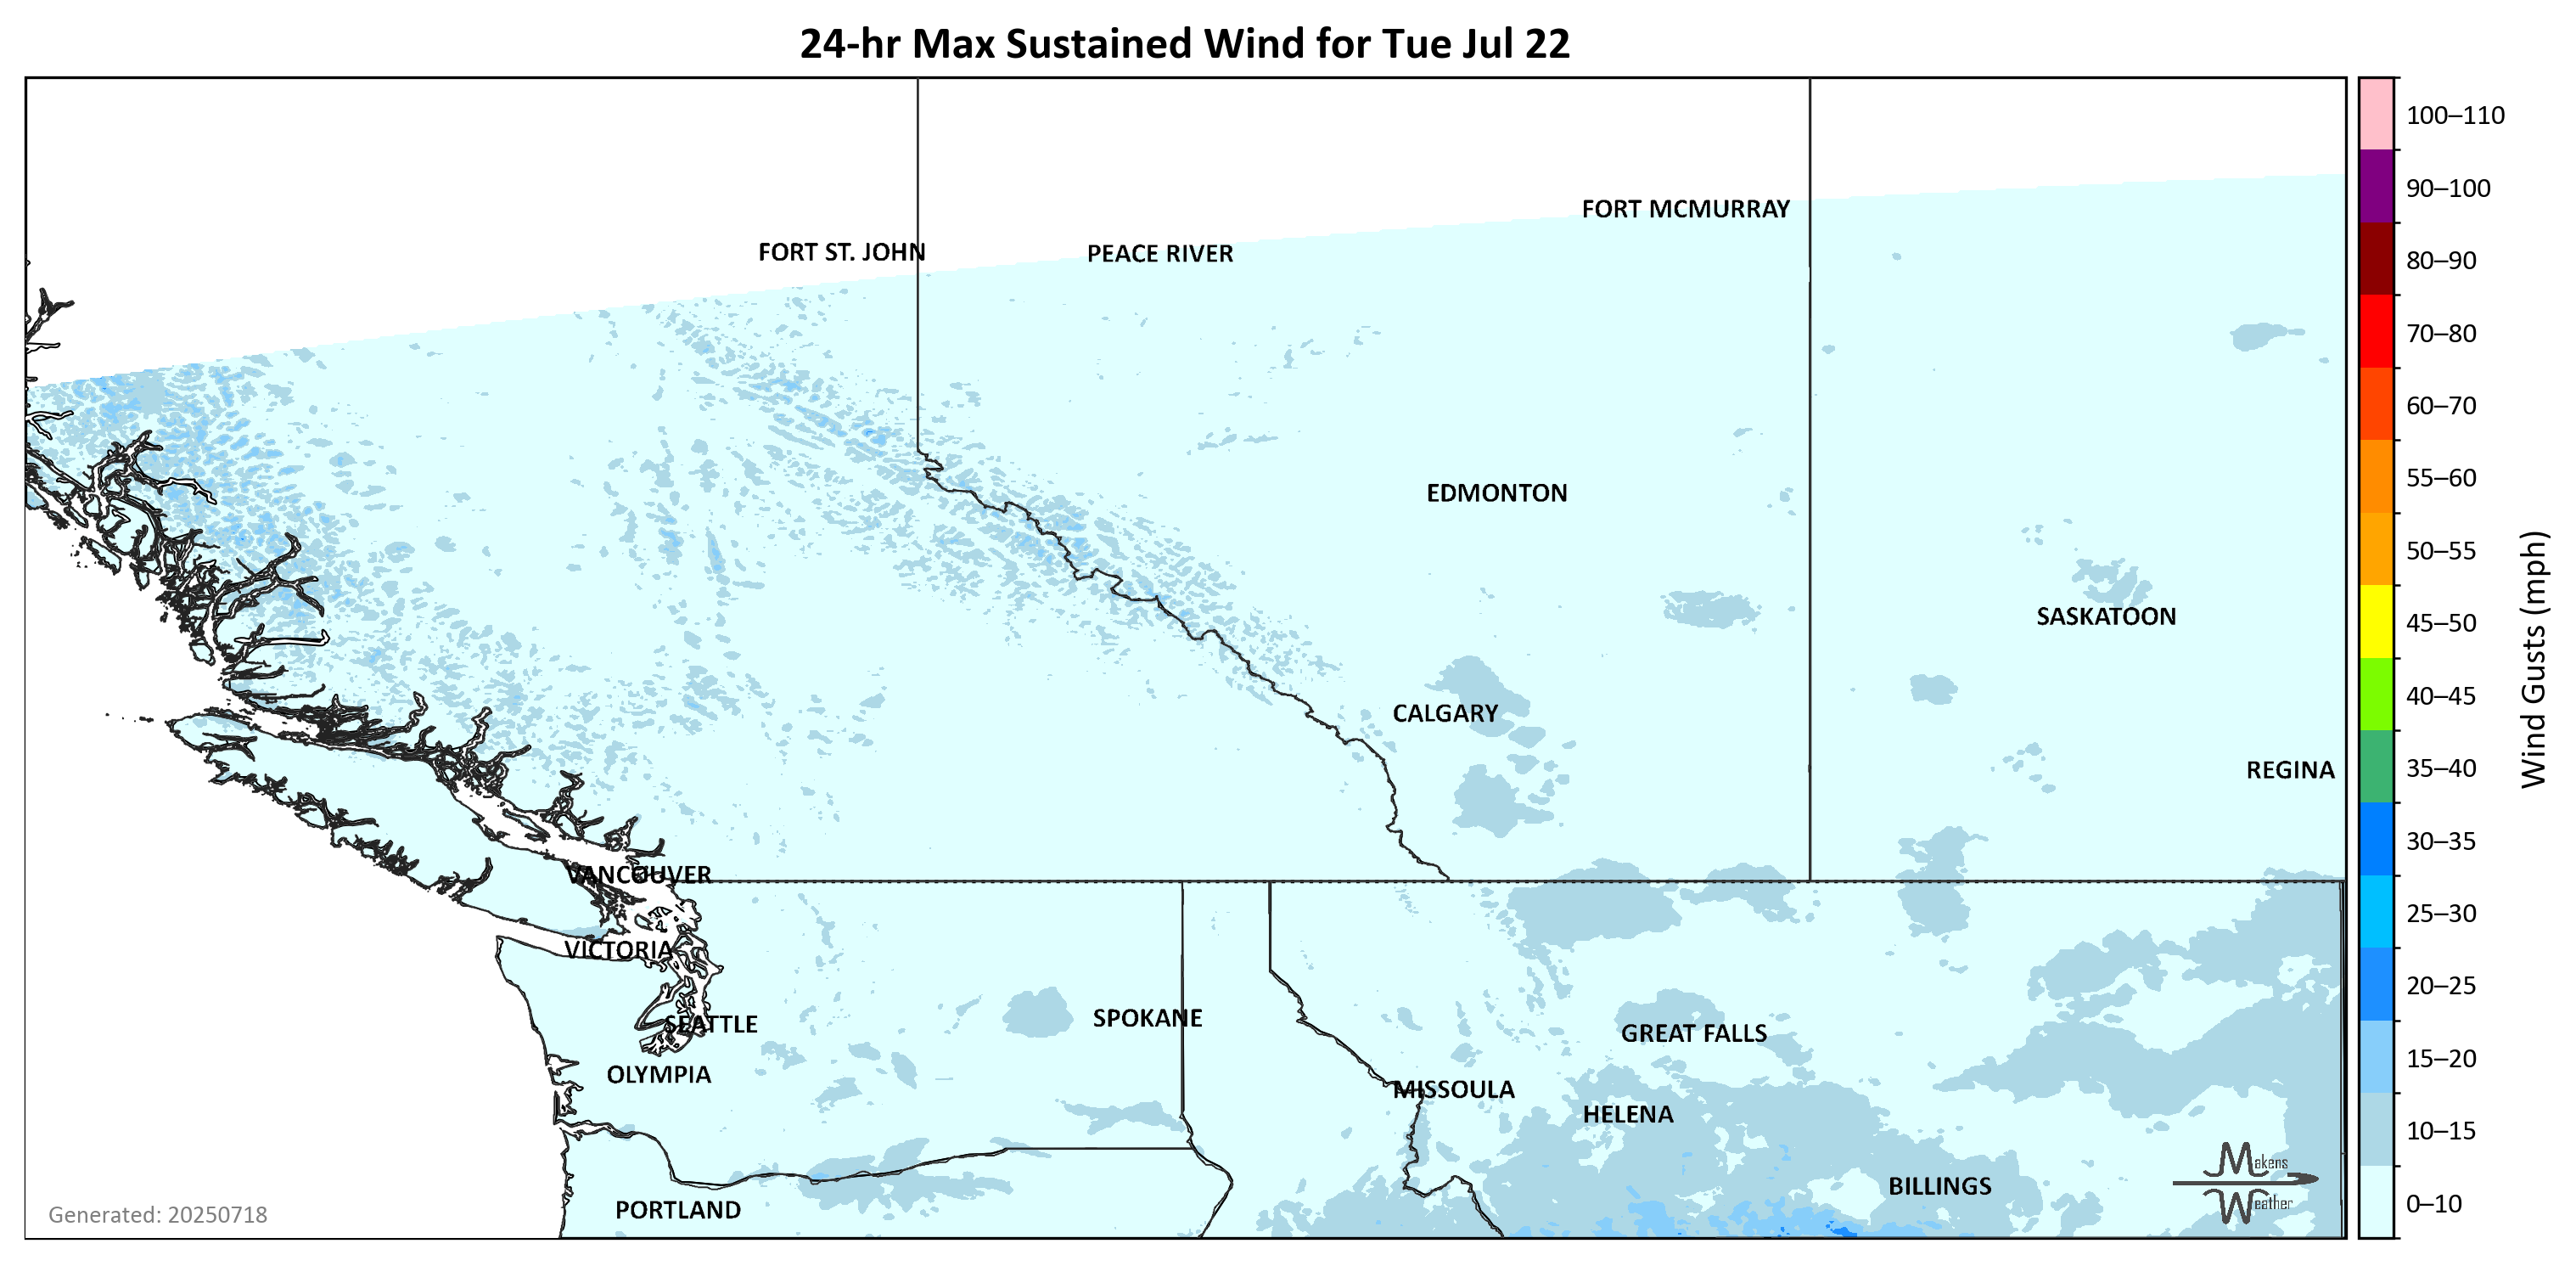 24-hr Max Sustained Wind for Tue Jul 22
100–110
90–100
80–90
70–80
60–70
55–60
50–55
45–50
40–45
35–40
30–35
25–30
20–25
15–20
10–15
0–10
Wind Gusts (mph)
FORT MCMURRAY
FORT ST. JOHN
PEACE RIVER
EDMONTON
SASKATOON
CALGARY
REGINA
VANCOUVER
VICTORIA
SEATTLE
SPOKANE
GREAT FALLS
OLYMPIA
MISSOULA
HELENA
BILLINGS
PORTLAND
Makens
Weather
Generated: 20250718